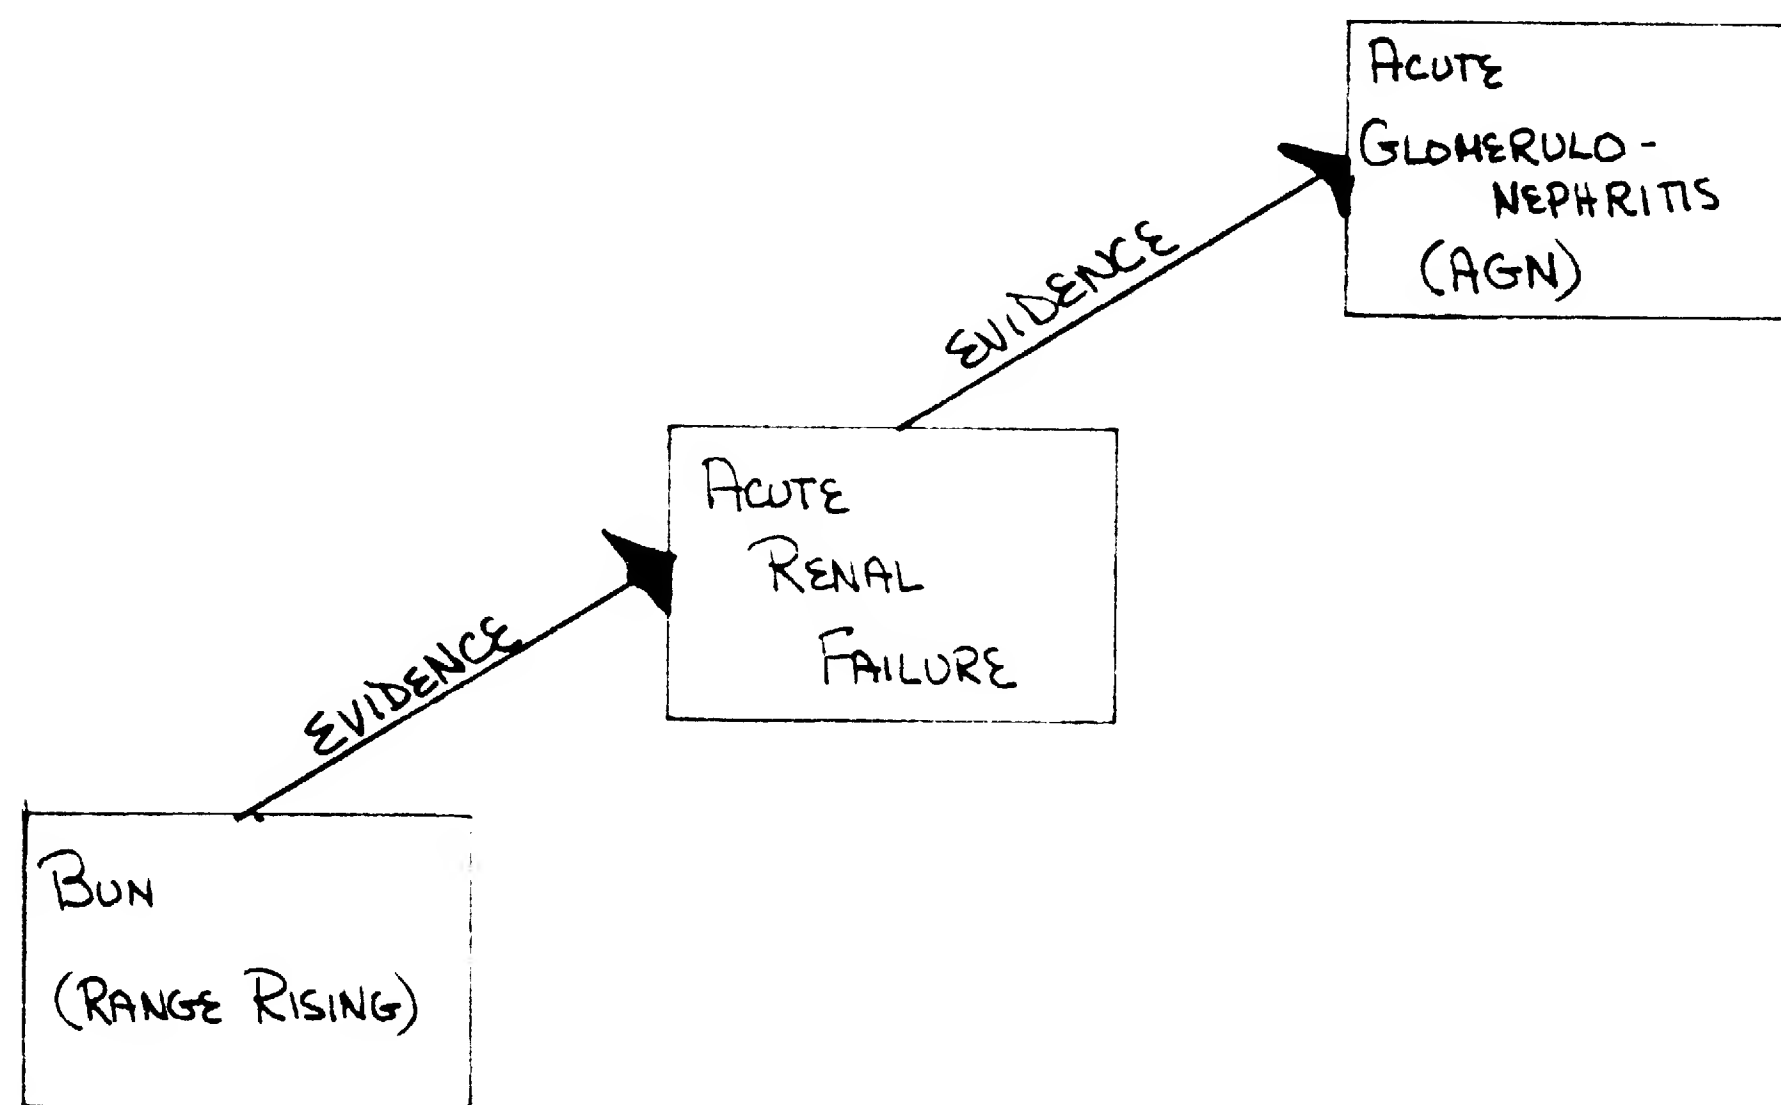 ACUTE
GLOMERULO-
NEPHRITIS
(AGN)
EVIDENCE
ACUTE
RENAL
FAILURE
EVIDENCE
BUN
(RANGE RISING)